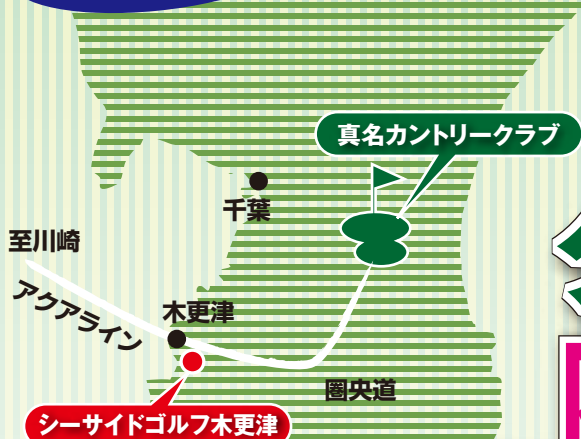 真名カントリークラブ
千葉
至川崎
アクアライン
木更津
圏央道
シーサイドゴルフ木更津